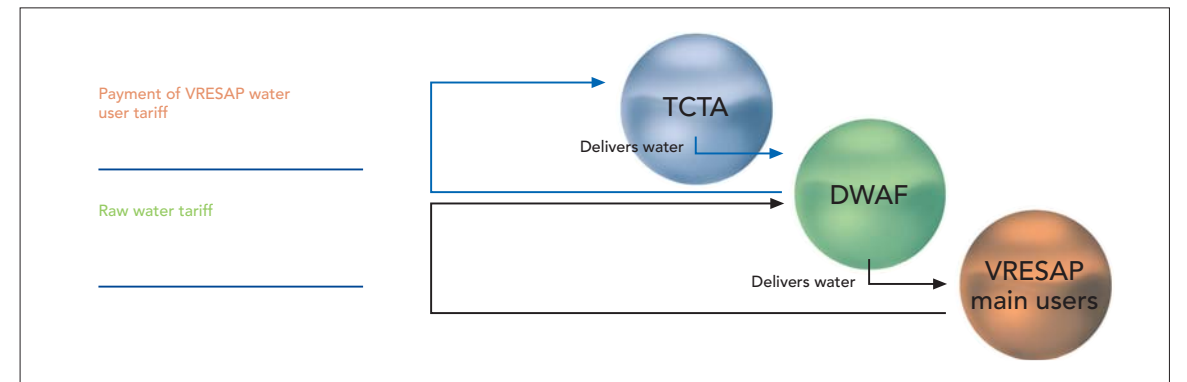 Payment of VRESAP water
user tariff
TCTA
Delivers water
Raw water tariff
DWAF
Delivers water
VRESAP
main users